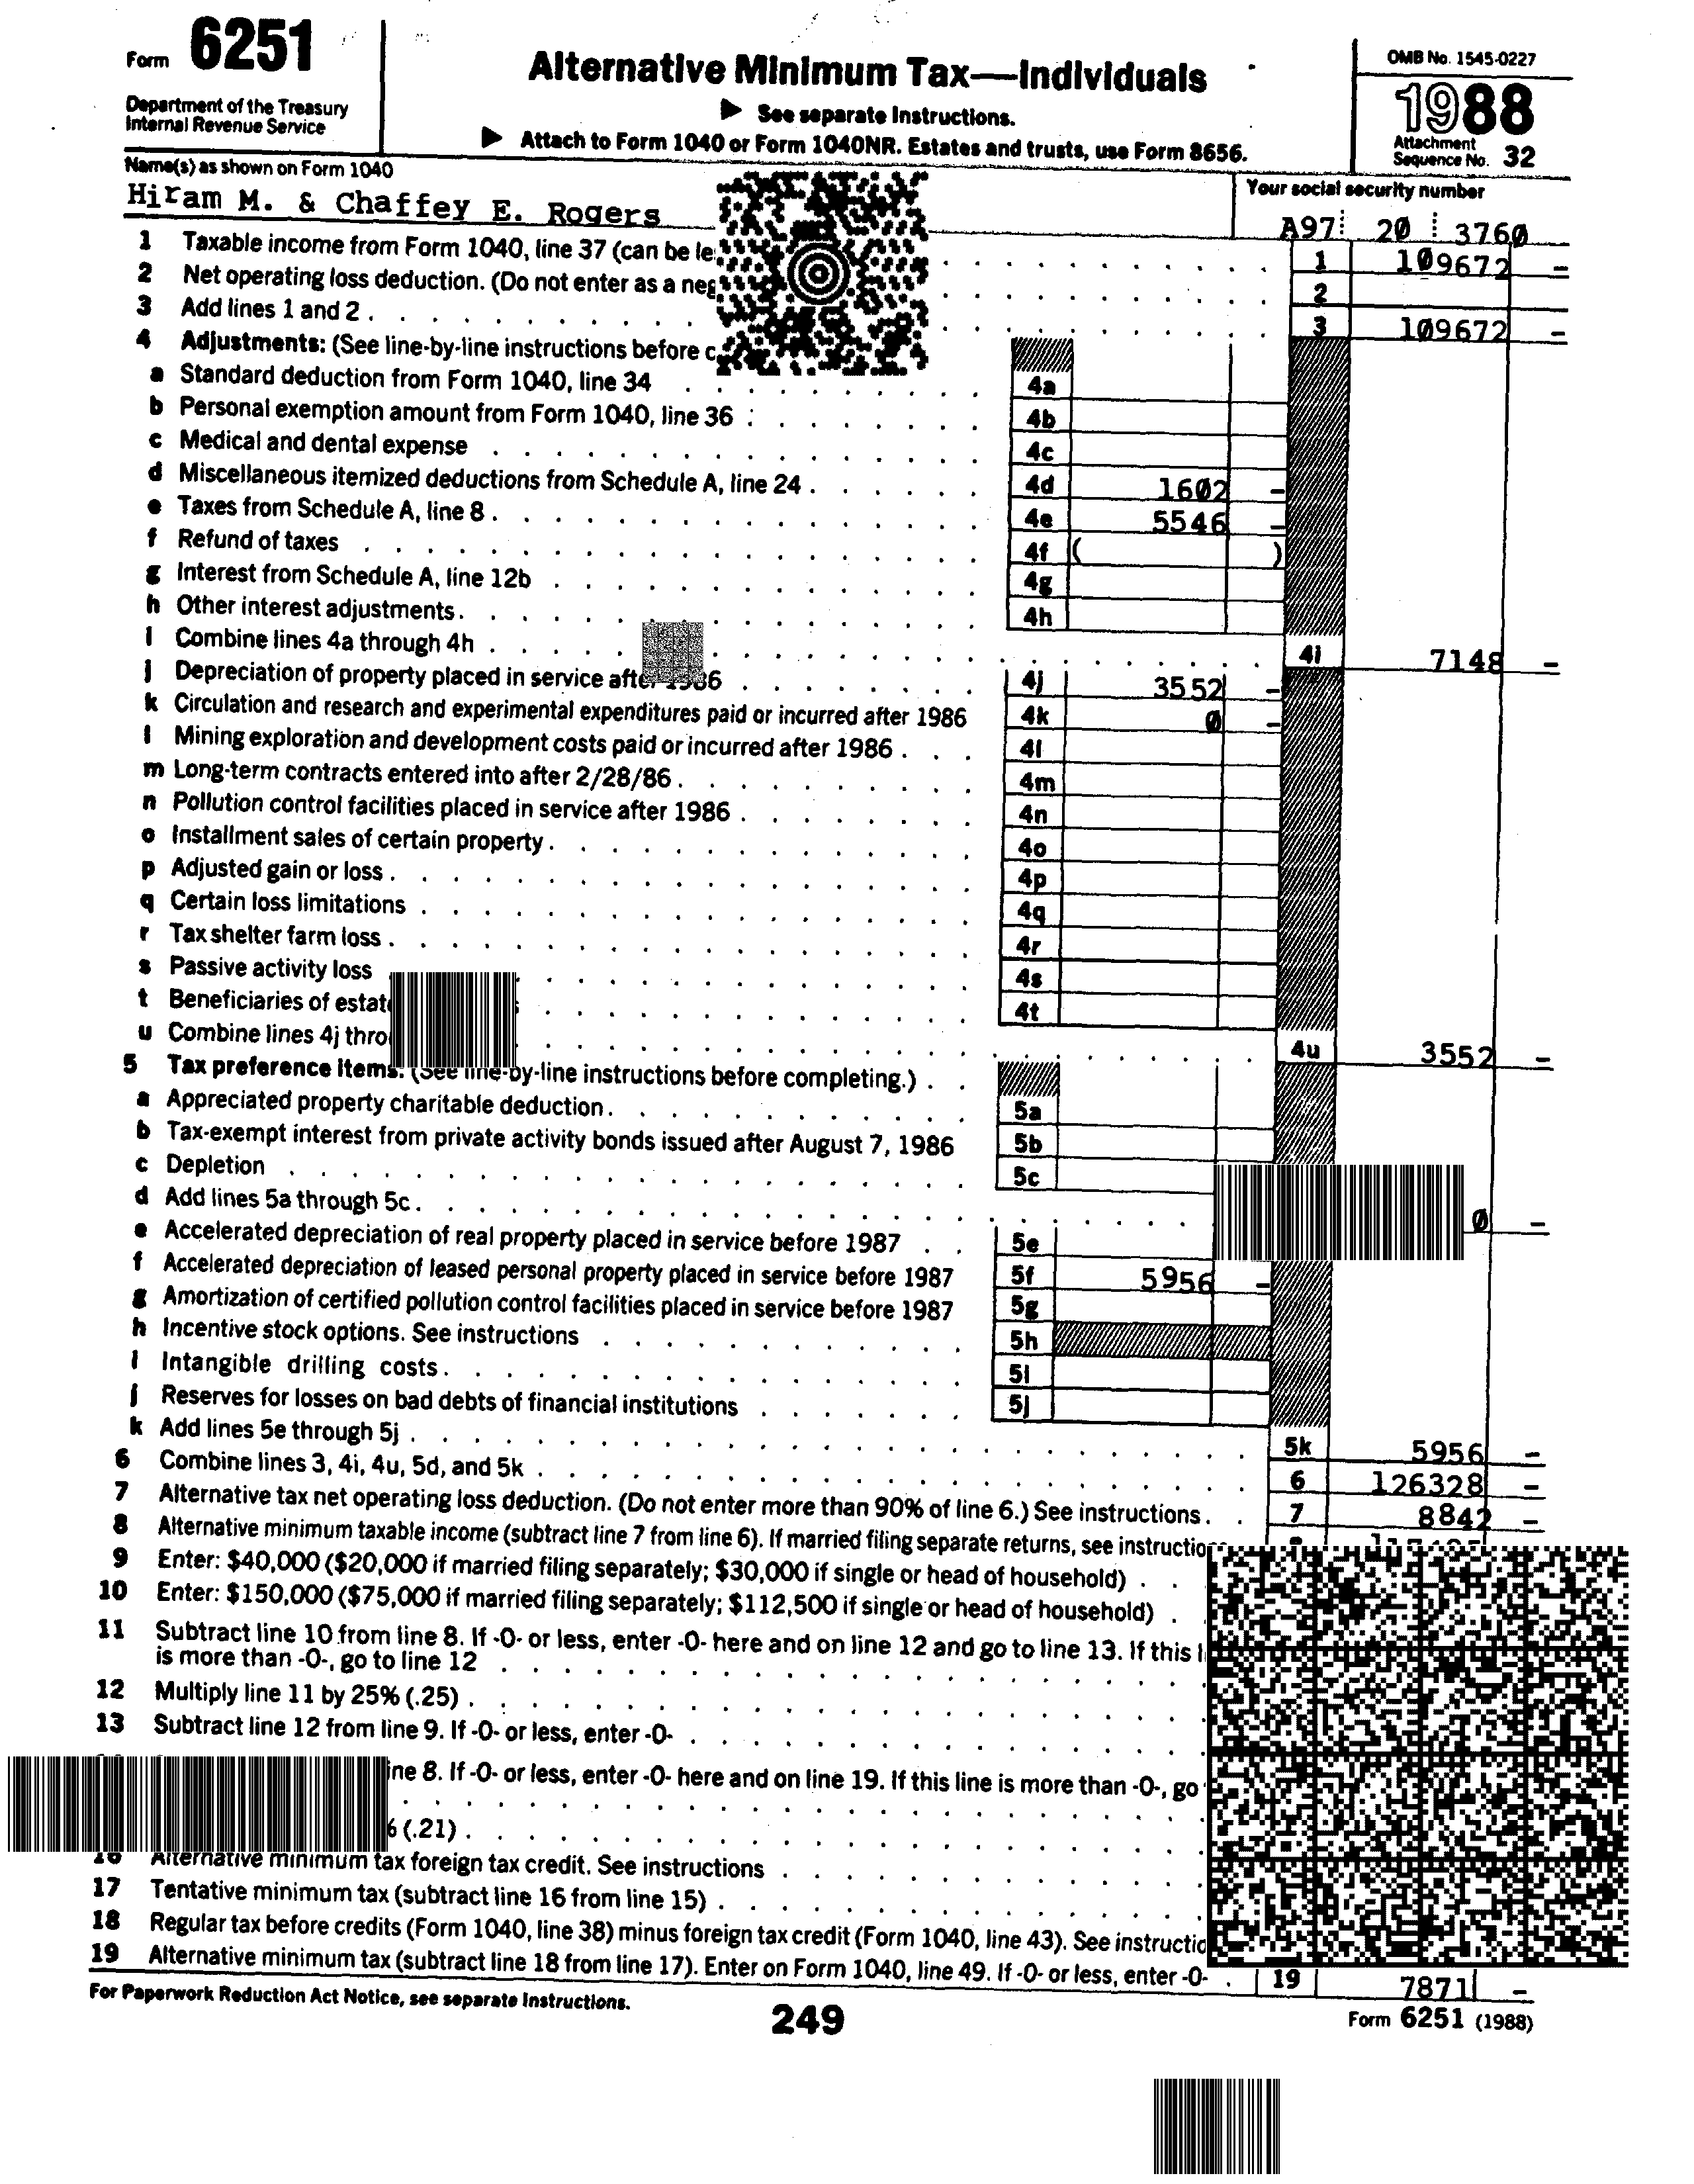 Form 6251
Department of the Treasury
Internal Revenue Service
Alternative Minimum Tax—Individuals
▶ See separate Instructions.
▶ Attach to Form 1040 or Form 1040NR. Estates and trusts, use Form 8656.
OMB No. 1545-0227
1988
Attachment
Sequence No. 32
Name(s) as shown on Form 1040
Hiram M. & Chaffey E. Rogers
Your social security number
A97 20 3760
1 Taxable income from Form 1040, line 37 (can be 1 109672 –
2 Net operating loss deduction. (Do not enter as a 2
3 Add lines 1 and 2 . 3 109672 –
4 Adjustments: (See line-by-line instructions before
a Standard deduction from Form 1040, line 34 4a
b Personal exemption amount from Form 1040, line 36 : 4b
c Medical and dental expense 4c
d Miscellaneous itemized deductions from Schedule A, line 24 . 4d 1602 –
e Taxes from Schedule A, line 8 . 4e 5546 –
f Refund of taxes 4f ( )
g Interest from Schedule A, line 12b 4g
h Other interest adjustments . 4h
i Combine lines 4a through 4h 4i 7148 –
j Depreciation of property placed in service after 1986 4j 3552 –
k Circulation and research and experimental expenditures paid or incurred after 1986 4k 0 –
l Mining exploration and development costs paid or incurred after 1986 . 4l
m Long-term contracts entered into after 2/28/86 . 4m
n Pollution control facilities placed in service after 1986 . 4n
o Installment sales of certain property . 4o
p Adjusted gain or loss . 4p
q Certain loss limitations . 4q
r Tax shelter farm loss . 4r
s Passive activity loss 4s
t Beneficiaries of 4t
u Combine lines 4j 4u 3552 –
5 Tax preference items: (See line-by-line instructions before completing.) .
a Appreciated property charitable deduction . 5a
b Tax-exempt interest from private activity bonds issued after August 7, 1986 5b
c Depletion 5c
d Add lines 5a through 5c . 0 –
e Accelerated depreciation of real property placed in service before 1987 5e
f Accelerated depreciation of leased personal property placed in service before 1987 5f 5956 –
g Amortization of certified pollution control facilities placed in service before 1987 5g
h Incentive stock options. See instructions 5h
i Intangible drilling costs . 5i
j Reserves for losses on bad debts of financial institutions 5j
k Add lines 5e through 5j . 5k 5956 –
6 Combine lines 3, 4i, 4u, 5d, and 5k . 6 126328 –
7 Alternative tax net operating loss deduction. (Do not enter more than 90% of line 6.) See instructions . 7 8842 –
8 Alternative minimum taxable income (subtract line 7 from line 6). If married filing separate returns, see
9 Enter: $40,000 ($20,000 if married filing separately; $30,000 if single or head of household) .
10 Enter: $150,000 ($75,000 if married filing separately; $112,500 if single or head of household) .
11 Subtract line 10 from line 8. If -0- or less, enter -0- here and on line 12 and go to line 13. If this
is more than -0-, go to line 12
12 Multiply line 11 by 25% (.25) .
13 Subtract line 12 from line 9. If -0- or less, enter -0- .
8. If -0- or less, enter -0- here and on line 19. If this line is more than -0-, go
(.21) .
16 Alternative minimum tax foreign tax credit. See instructions
17 Tentative minimum tax (subtract line 16 from line 15) .
18 Regular tax before credits (Form 1040, line 38) minus foreign tax credit (Form 1040, line 43). See
19 Alternative minimum tax (subtract line 18 from line 17). Enter on Form 1040, line 49. If -0- or less, enter -0- . 19 7871 –
For Paperwork Reduction Act Notice, see separate Instructions.
249
Form 6251 (1988)